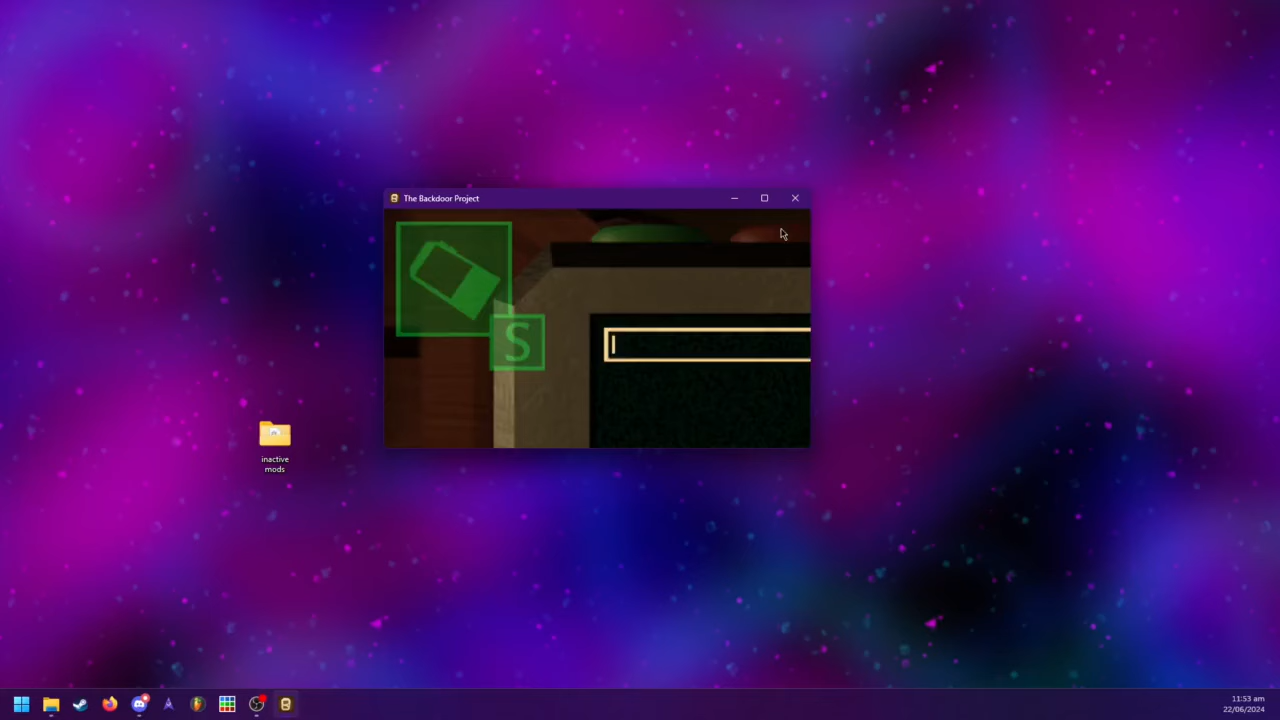 The Backdoor Project
S
inactive
mods
11:53 am
22/06/2024